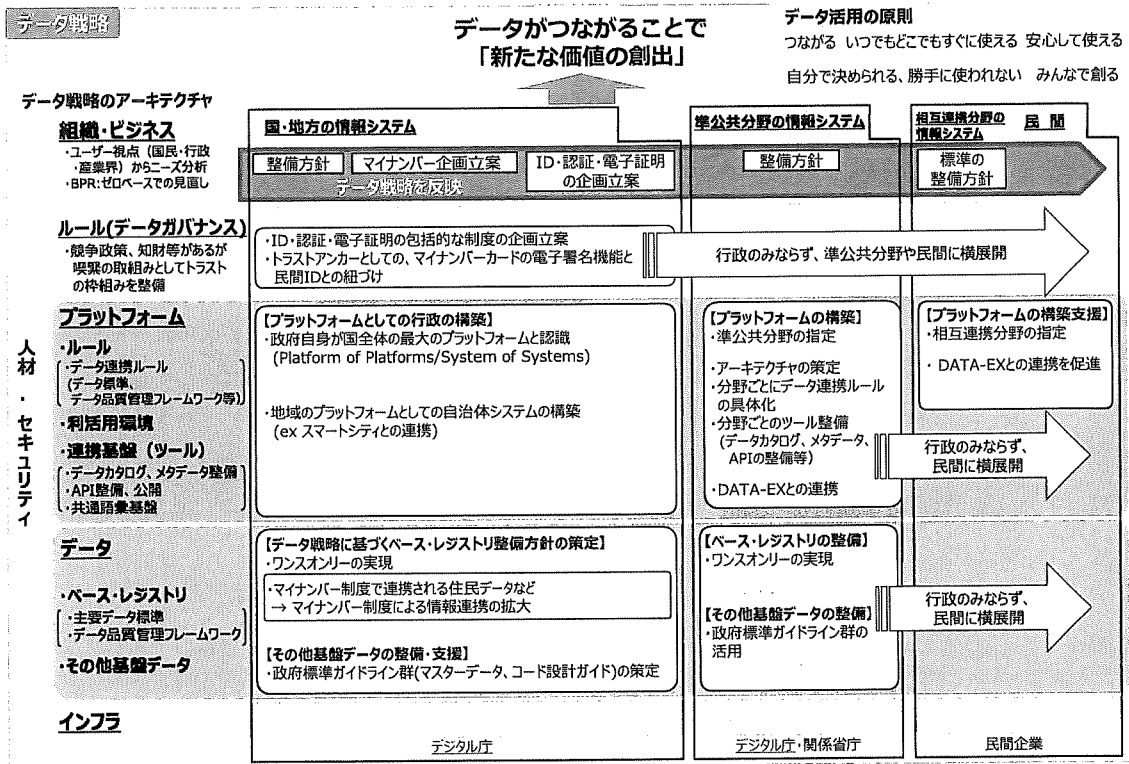 データ戦略
データがつながることで
「新たな価値の創出」
データ活用の原則
つながる いつでもどこでもすぐに使える 安心して使える
自分で決められる、勝手に使われない みんなで創る
データ戦略のアーキテクチャ
組織・ビジネス
・ユーザー視点（国民・行政
・産業界）からニーズ分析
・BPR:ゼロベースでの見直し
国・地方の情報システム
整備方針
マイナンバー企画立案
ID・認証・電子証明
の企画立案
データ戦略を反映
準公共分野の情報システム
整備方針
相互連携分野の
情報システム
民 間
標準の
整備方針
ルール(データガバナンス)
・競争政策、知財等があるが
喫緊の取組みとしてトラスト
の枠組みを整備
・ID・認証・電子証明の包括的な制度の企画立案
・トラストアンカーとしての、マイナンバーカードの電子署名機能と
民間IDとの紐づけ
行政のみならず、準公共分野や民間に横展開
人材・セキュリティ
プラットフォーム
・ルール
・データ連携ルール
(データ標準、
データ品質管理フレームワーク等)
・利活用環境
・連携基盤（ツール）
・データカタログ、メタデータ整備
・API整備、公開
・共通語彙基盤
【プラットフォームとしての行政の構築】
・政府自身が国全体の最大のプラットフォームと認識
(Platform of Platforms/System of Systems)
・地域のプラットフォームとしての自治体システムの構築
(ex スマートシティとの連携)
【プラットフォームの構築】
・準公共分野の指定
・アーキテクチャの策定
・分野ごとにデータ連携ルール
の具体化
・分野ごとのツール整備
(データカタログ、メタデータ、
APIの整備等)
・DATA-EXとの連携
【プラットフォームの構築支援】
・相互連携分野の指定
・DATA-EXとの連携を促進
行政のみならず、
民間に横展開
データ
・ベース・レジストリ
・主要データ標準
・データ品質管理フレームワーク
・その他基盤データ
【データ戦略に基づくベース・レジストリ整備方針の策定】
・ワンスオンリーの実現
・マイナンバー制度で連携される住民データなど
→ マイナンバー制度による情報連携の拡大
【その他基盤データの整備・支援】
・政府標準ガイドライン群(マスターデータ、コード設計ガイド)の策定
【ベース・レジストリの整備】
・ワンスオンリーの実現
【その他基盤データの整備】
・政府標準ガイドライン群の
活用
行政のみならず、
民間に横展開
インフラ
デジタル庁
デジタル庁・関係省庁
民間企業